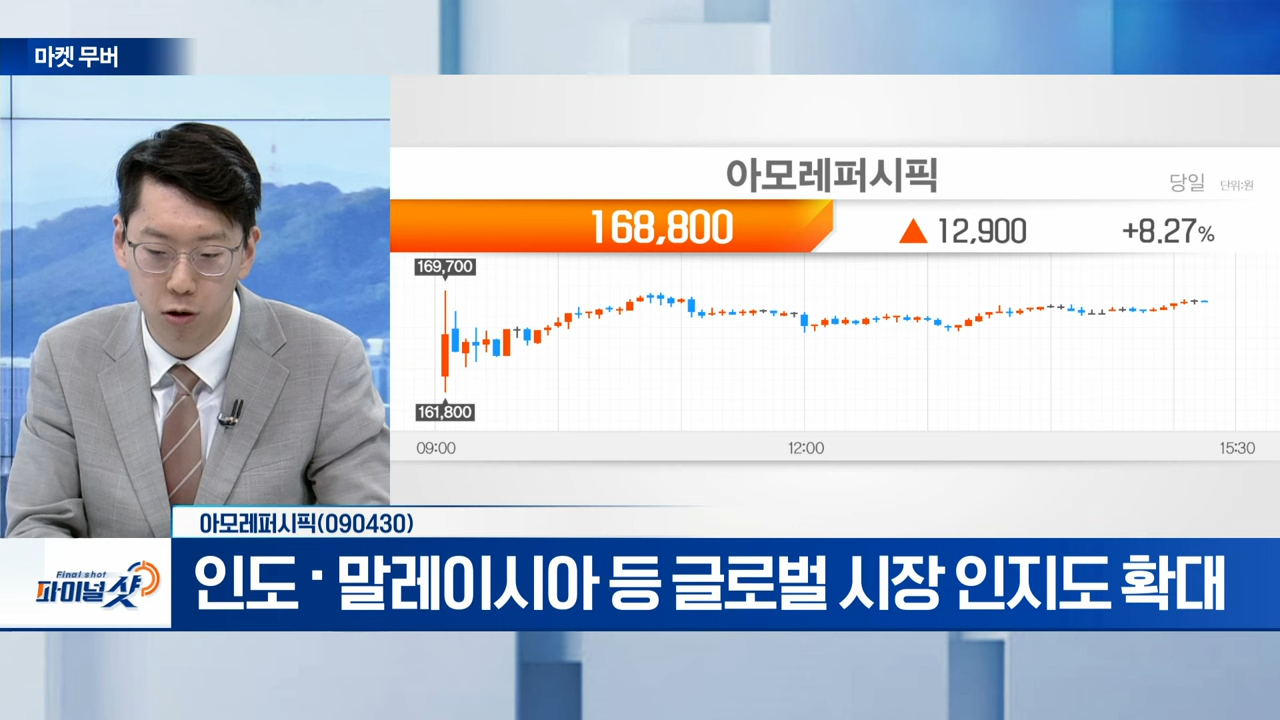 마켓 무버
아모레퍼시픽
당일 단위:원
168,800 ▲ 12,900 +8.27%
169,700
161,800
09:00 12:00 15:30
아모레퍼시픽(090430)
Final shot
파이널샷
인도·말레이시아 등 글로벌 시장 인지도 확대